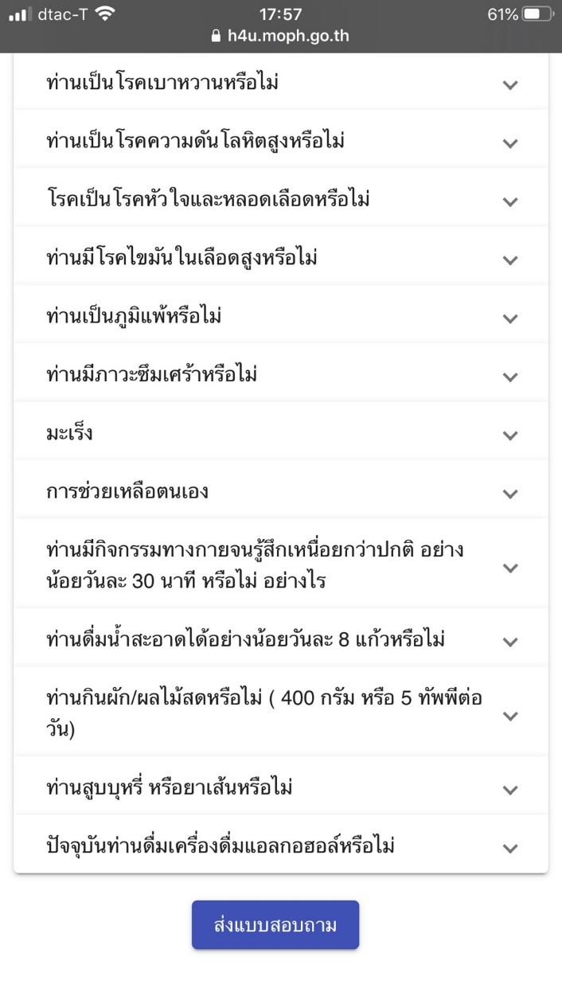 dtac-T
17:57
61%
h4u.moph.go.th
ท่านเป็นโรคเบาหวานหรือไม่
ท่านเป็นโรคความดันโลหิตสูงหรือไม่
โรคเป็นโรคหัวใจและหลอดเลือดหรือไม่
ท่านมีโรคไขมันในเลือดสูงหรือไม่
ท่านเป็นภูมิแพ้หรือไม่
ท่านมีภาวะซึมเศร้าหรือไม่
มะเร็ง
การช่วยเหลือตนเอง
ท่านมีกิจกรรมทางกายจนรู้สึกเหนื่อยกว่าปกติ อย่าง
น้อยวันละ 30 นาที หรือไม่ อย่างไร
ท่านดื่มน้ำสะอาดได้อย่างน้อยวันละ 8 แก้วหรือไม่
ท่านกินผัก/ผลไม้สดหรือไม่ ( 400 กรัม หรือ 5 ทัพพีต่อ
วัน)
ท่านสูบบุหรี่ หรือยาเส้นหรือไม่
ปัจจุบันท่านดื่มเครื่องดื่มแอลกอฮอล์หรือไม่
ส่งแบบสอบถาม